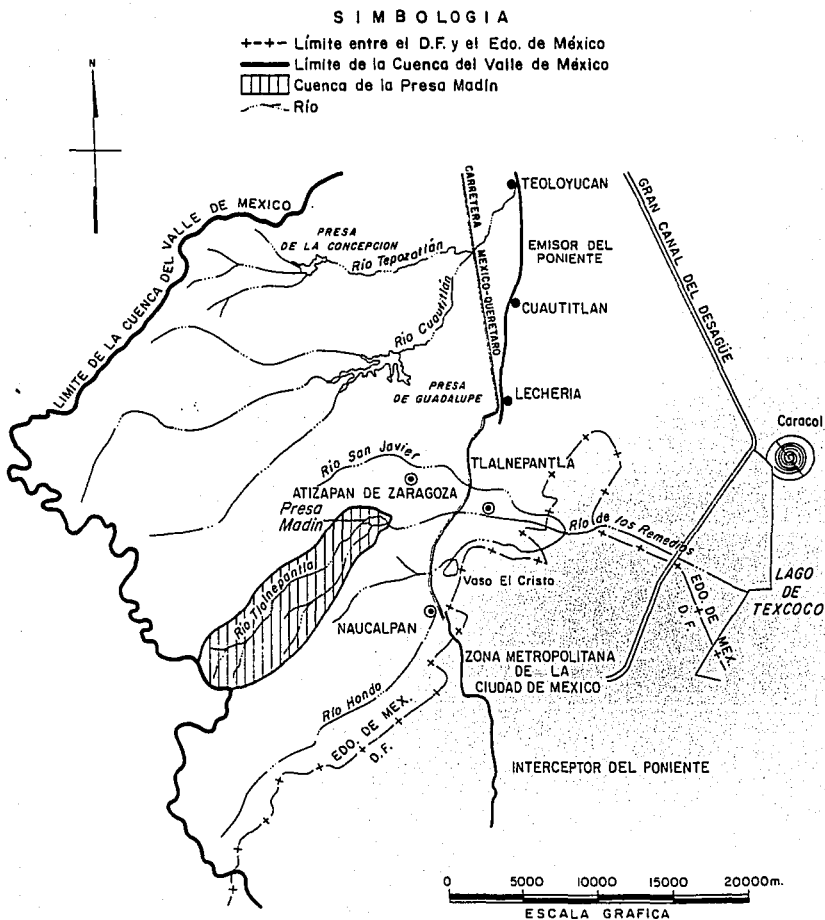 SIMBOLOGIA
Límite entre el D.F. y el Edo. de México
Límite de la Cuenca del Valle de México
Cuenca de la Presa Madín
Río
N
LIMITE DE LA CUENCA DEL VALLE DE MEXICO
PRESA
DE LA CONCEPCION
Río Tepozotlán
CARRETERA
MEXICO-QUERETARO
TEOLOYUCAN
EMISOR DEL
PONIENTE
GRAN CANAL DEL DESAGÜE
Río Cuautitlán
CUAUTITLAN
PRESA
DE GUADALUPE
LECHERIA
Caracol
Río San Javier
TLALNEPANTLA
ATIZAPAN DE ZARAGOZA
Presa
Madín
Río de los Remedios
Río Tlalnepantla
Vaso El Cristo
EDO. DE MEX.
D.F.
LAGO
DE
TEXCOCO
NAUCALPAN
ZONA METROPOLITANA
DE LA
CIUDAD DE MEXICO
Río Hondo
EDO. DE MEX.
D.F.
INTERCEPTOR DEL PONIENTE
0 5000 10000 15000 20000m.
ESCALA GRAFICA